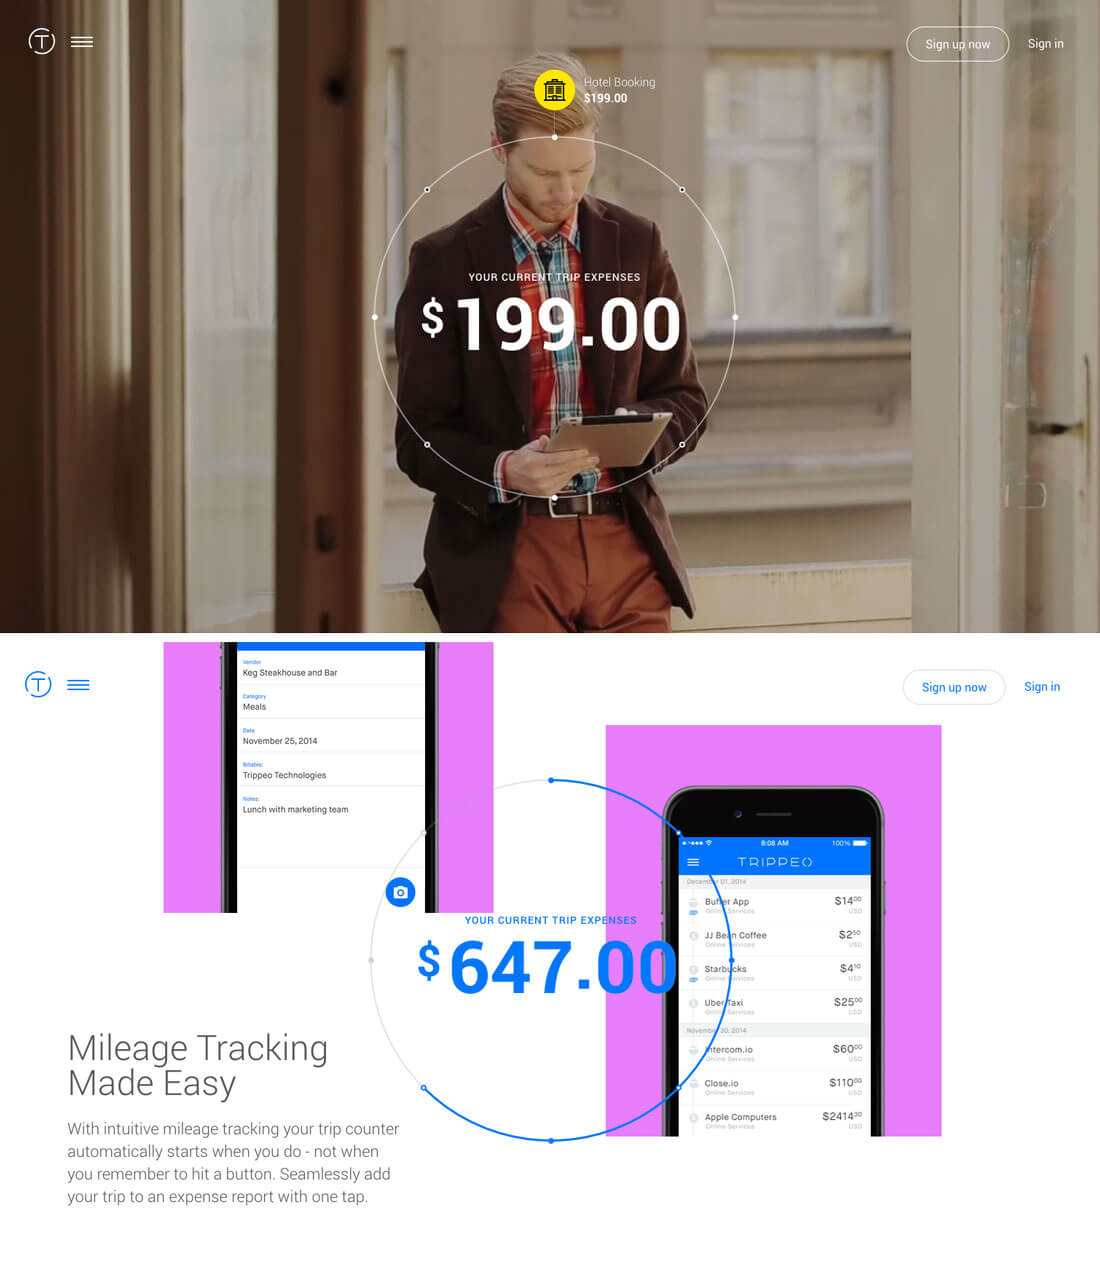 T
Sign up now
Sign in
Hotel Booking
$199.00
YOUR CURRENT TRIP EXPENSES
$199.00
T
Sign up now
Sign in
Vendor
Keg Steakhouse and Bar
Category
Meals
Date
November 25, 2014
Billable:
Trippeo Technologies
Notes:
Lunch with marketing team
YOUR CURRENT TRIP EXPENSES
$647.00
8:08 AM
100%
TRIPPEO
December 01, 2014
Buffer App
$14.00
Online Services
USD
JJ Bean Coffee
$2.50
Online Services
USD
Starbucks
$4.10
Online Services
USD
Uber Taxi
$25.00
Online Services
USD
November 30, 2014
Intercom.io
$60.00
Online Services
USD
Close.io
$110.00
Online Services
USD
Apple Computers
$2414.20
Online Services
USD
Mileage Tracking
Made Easy
With intuitive mileage tracking your trip counter
automatically starts when you do - not when
you remember to hit a button. Seamlessly add
your trip to an expense report with one tap.